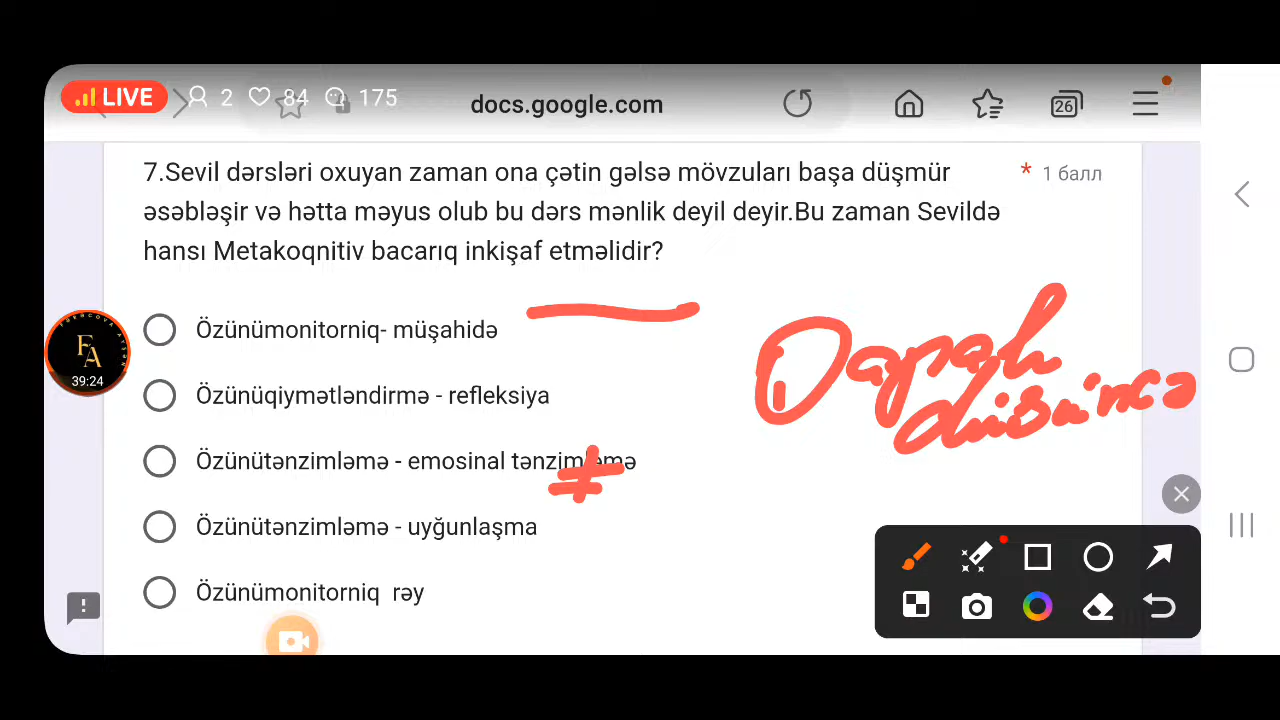 LIVE 2 84 175
docs.google.com
26
7.Sevil dərsləri oxuyan zaman ona çətin gəlsə mövzuları başa düşmür
* 1 балл
əsəbləşir və hətta məyus olub bu dərs mənlik deyil deyir.Bu zaman Sevildə
hansı Metakoqnitiv bacarıq inkişaf etməlidir?
Özünümonitorniq- müşahidə
Özünüqiymətləndirmə - refleksiya
Özünütənzimləmə - emosinal tənzimləmə
Özünütənzimləmə - uyğunlaşma
Özünümonitorniq rəy
düşüncə
FA
39:24